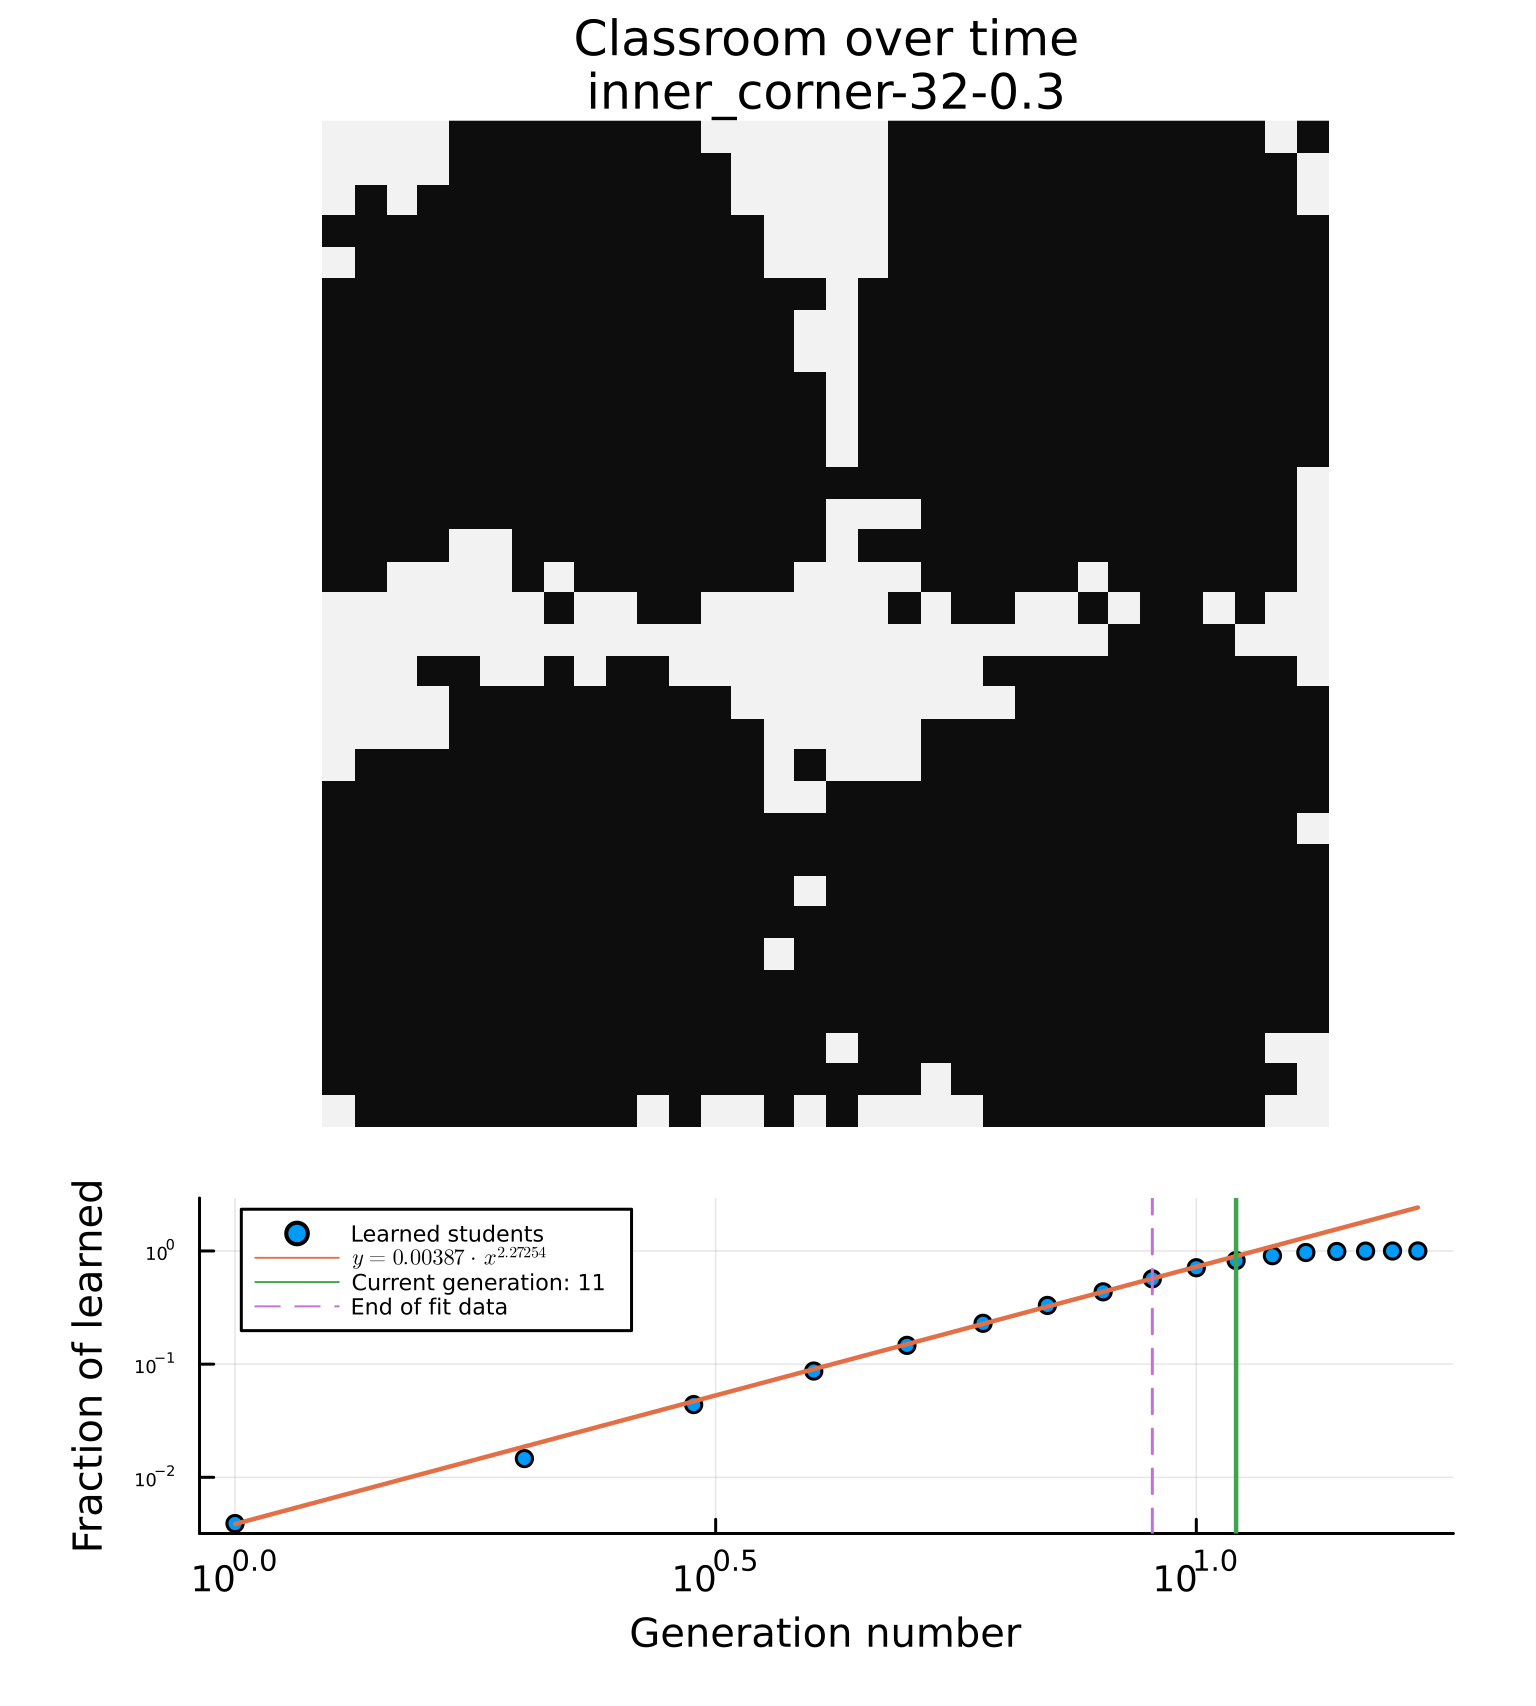 Classroom over time
inner_corner-32-0.3
Fraction of learned
10^0
10^−1
10^−2
Learned students
y = 0.00387 · x^2.27254
Current generation: 11
End of fit data
10^0.0
10^0.5
10^1.0
Generation number